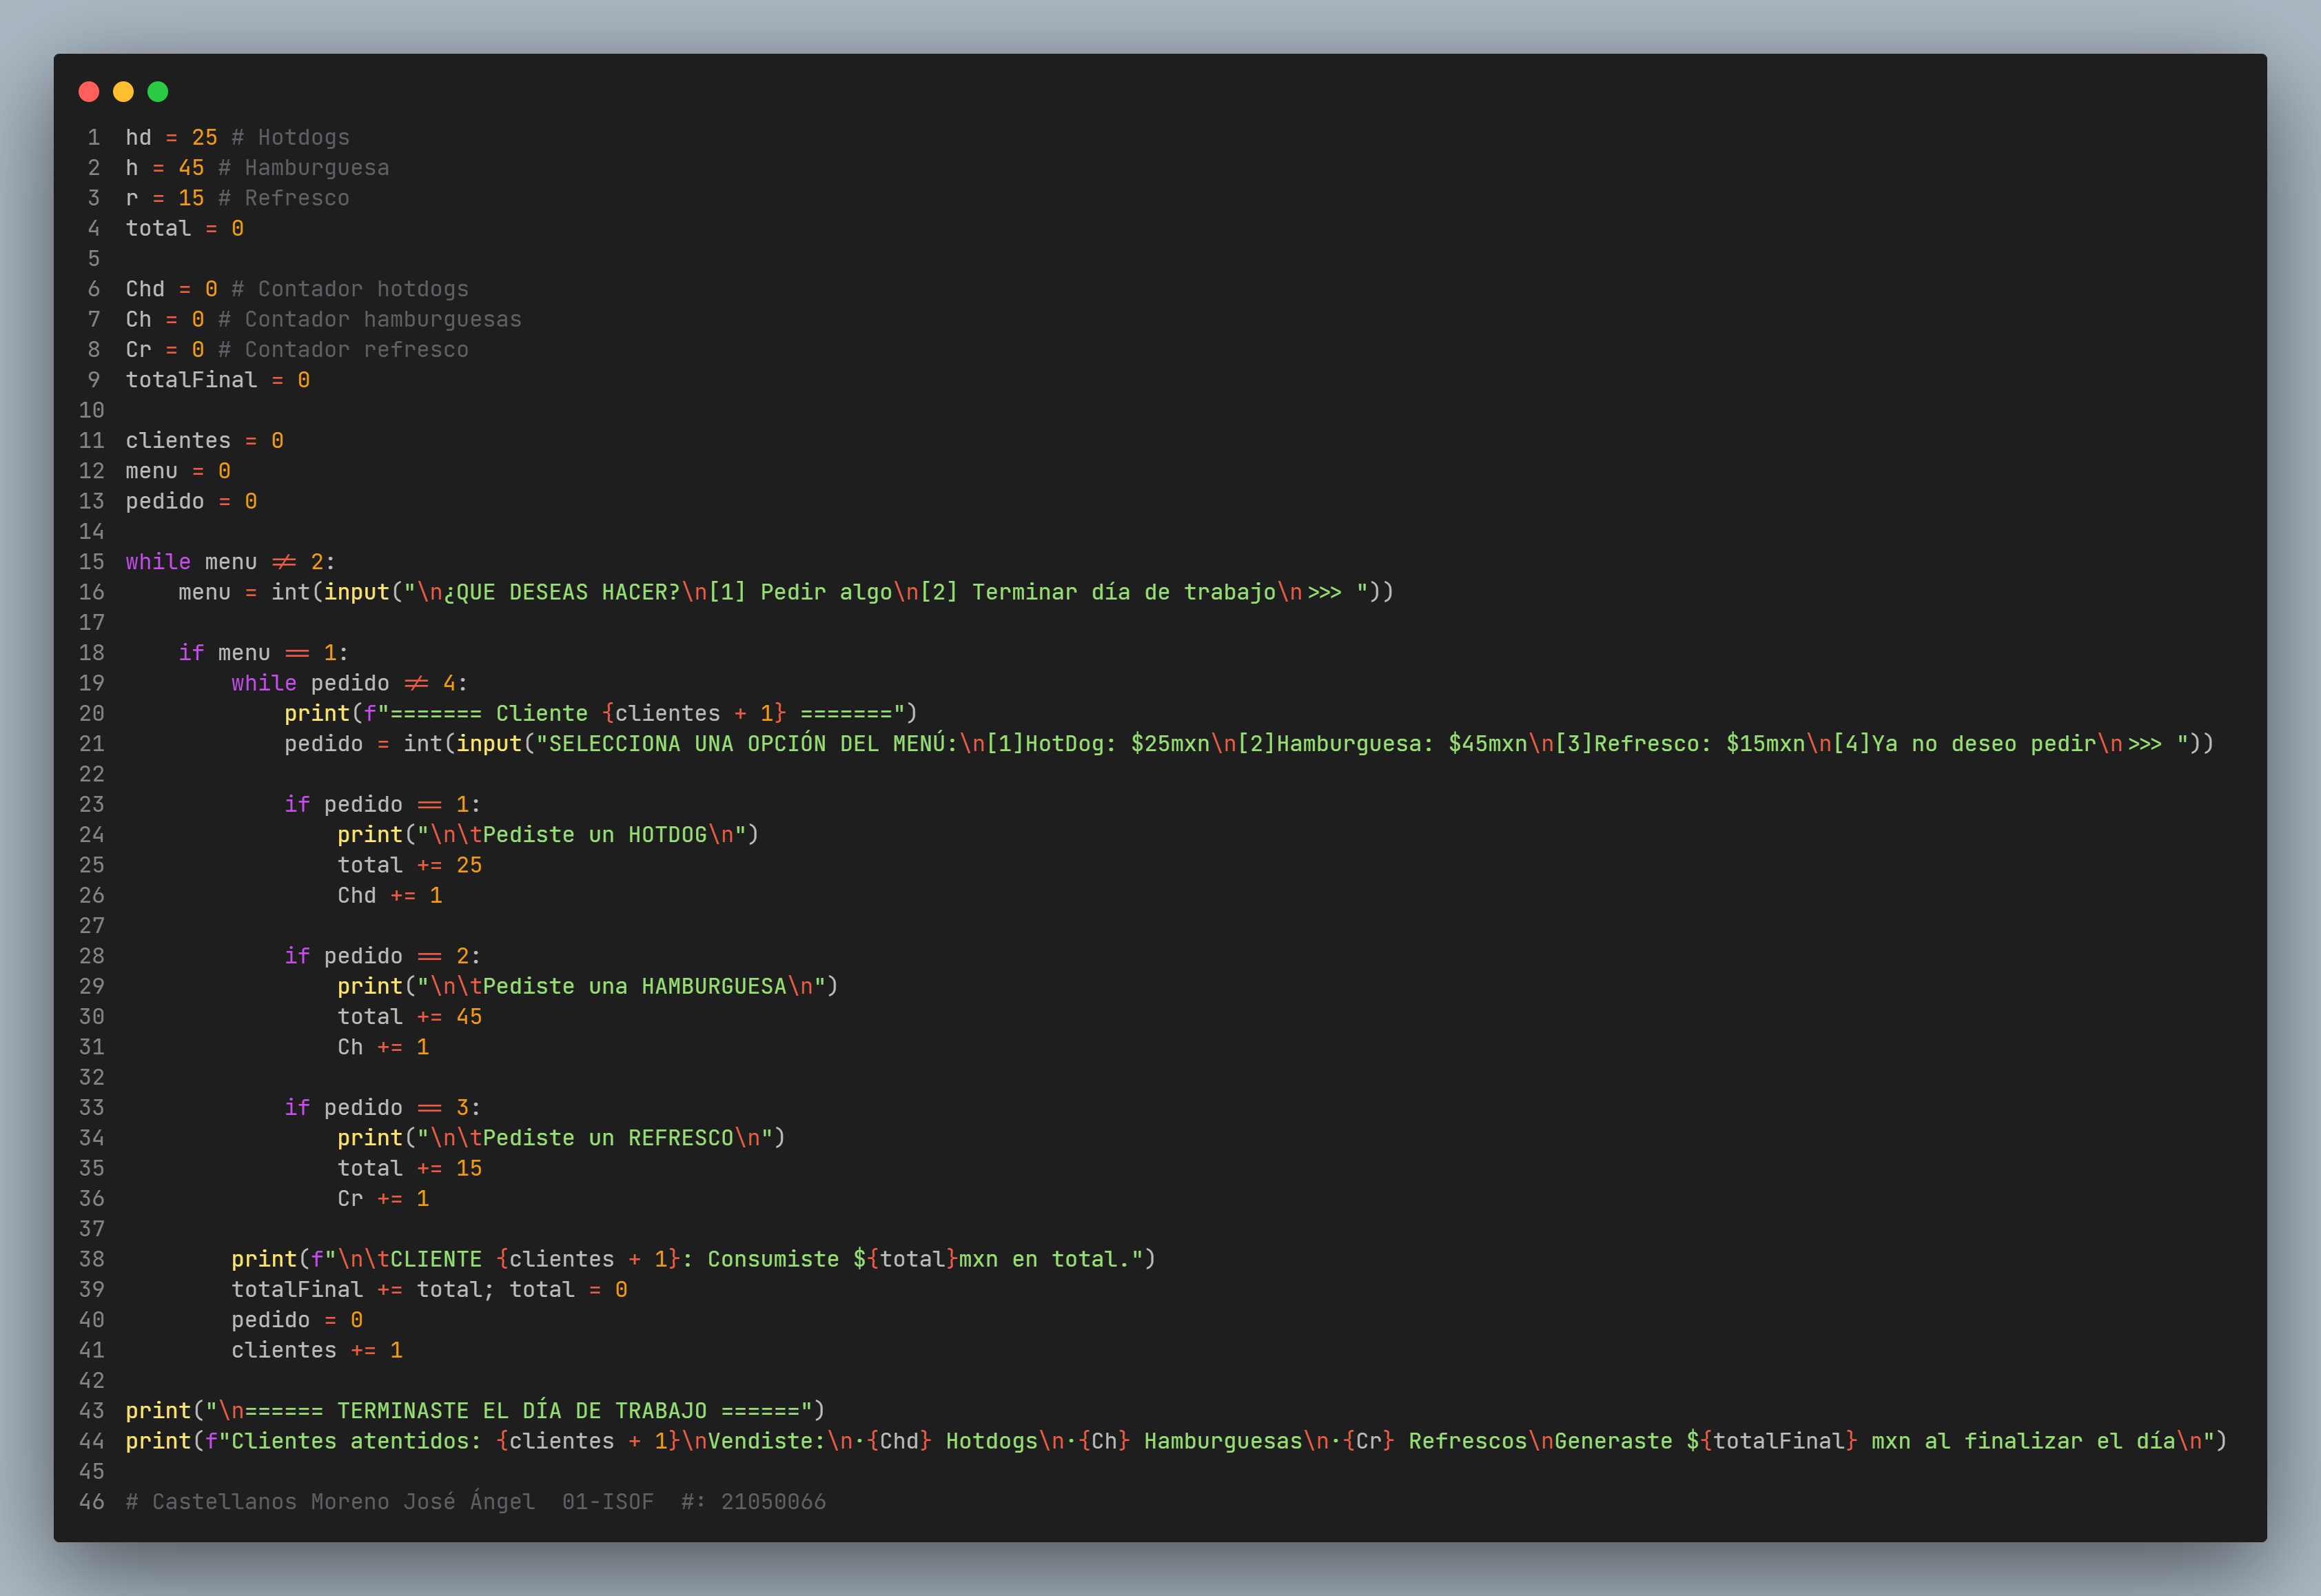 1 hd = 25 # Hotdogs
2 h = 45 # Hamburguesa
3 r = 15 # Refresco
4 total = 0
5
6 Chd = 0 # Contador hotdogs
7 Ch = 0 # Contador hamburguesas
8 Cr = 0 # Contador refresco
9 totalFinal = 0
10
11 clientes = 0
12 menu = 0
13 pedido = 0
14
15 while menu != 2:
16     menu = int(input("\n¿QUE DESEAS HACER?\n[1] Pedir algo\n[2] Terminar día de trabajo\n>>> "))
17
18     if menu == 1:
19         while pedido != 4:
20             print(f"======= Cliente {clientes + 1} =======")
21             pedido = int(input("SELECCIONA UNA OPCIÓN DEL MENÚ:\n[1]HotDog: $25mxn\n[2]Hamburguesa: $45mxn\n[3]Refresco: $15mxn\n[4]Ya no deseo pedir\n>>> "))
22
23             if pedido == 1:
24                 print("\n\tPediste un HOTDOG\n")
25                 total += 25
26                 Chd += 1
27
28             if pedido == 2:
29                 print("\n\tPediste una HAMBURGUESA\n")
30                 total += 45
31                 Ch += 1
32
33             if pedido == 3:
34                 print("\n\tPediste un REFRESCO\n")
35                 total += 15
36                 Cr += 1
37
38         print(f"\n\tCLIENTE {clientes + 1}: Consumiste ${total}mxn en total.")
39         totalFinal += total; total = 0
40         pedido = 0
41         clientes += 1
42
43 print("\n====== TERMINASTE EL DÍA DE TRABAJO ======")
44 print(f"Clientes atentidos: {clientes + 1}\nVendiste:\n·{Chd} Hotdogs\n·{Ch} Hamburguesas\n·{Cr} Refrescos\nGeneraste ${totalFinal} mxn al finalizar el día\n")
45
46 # Castellanos Moreno José Ángel  01-ISOF  #: 21050066